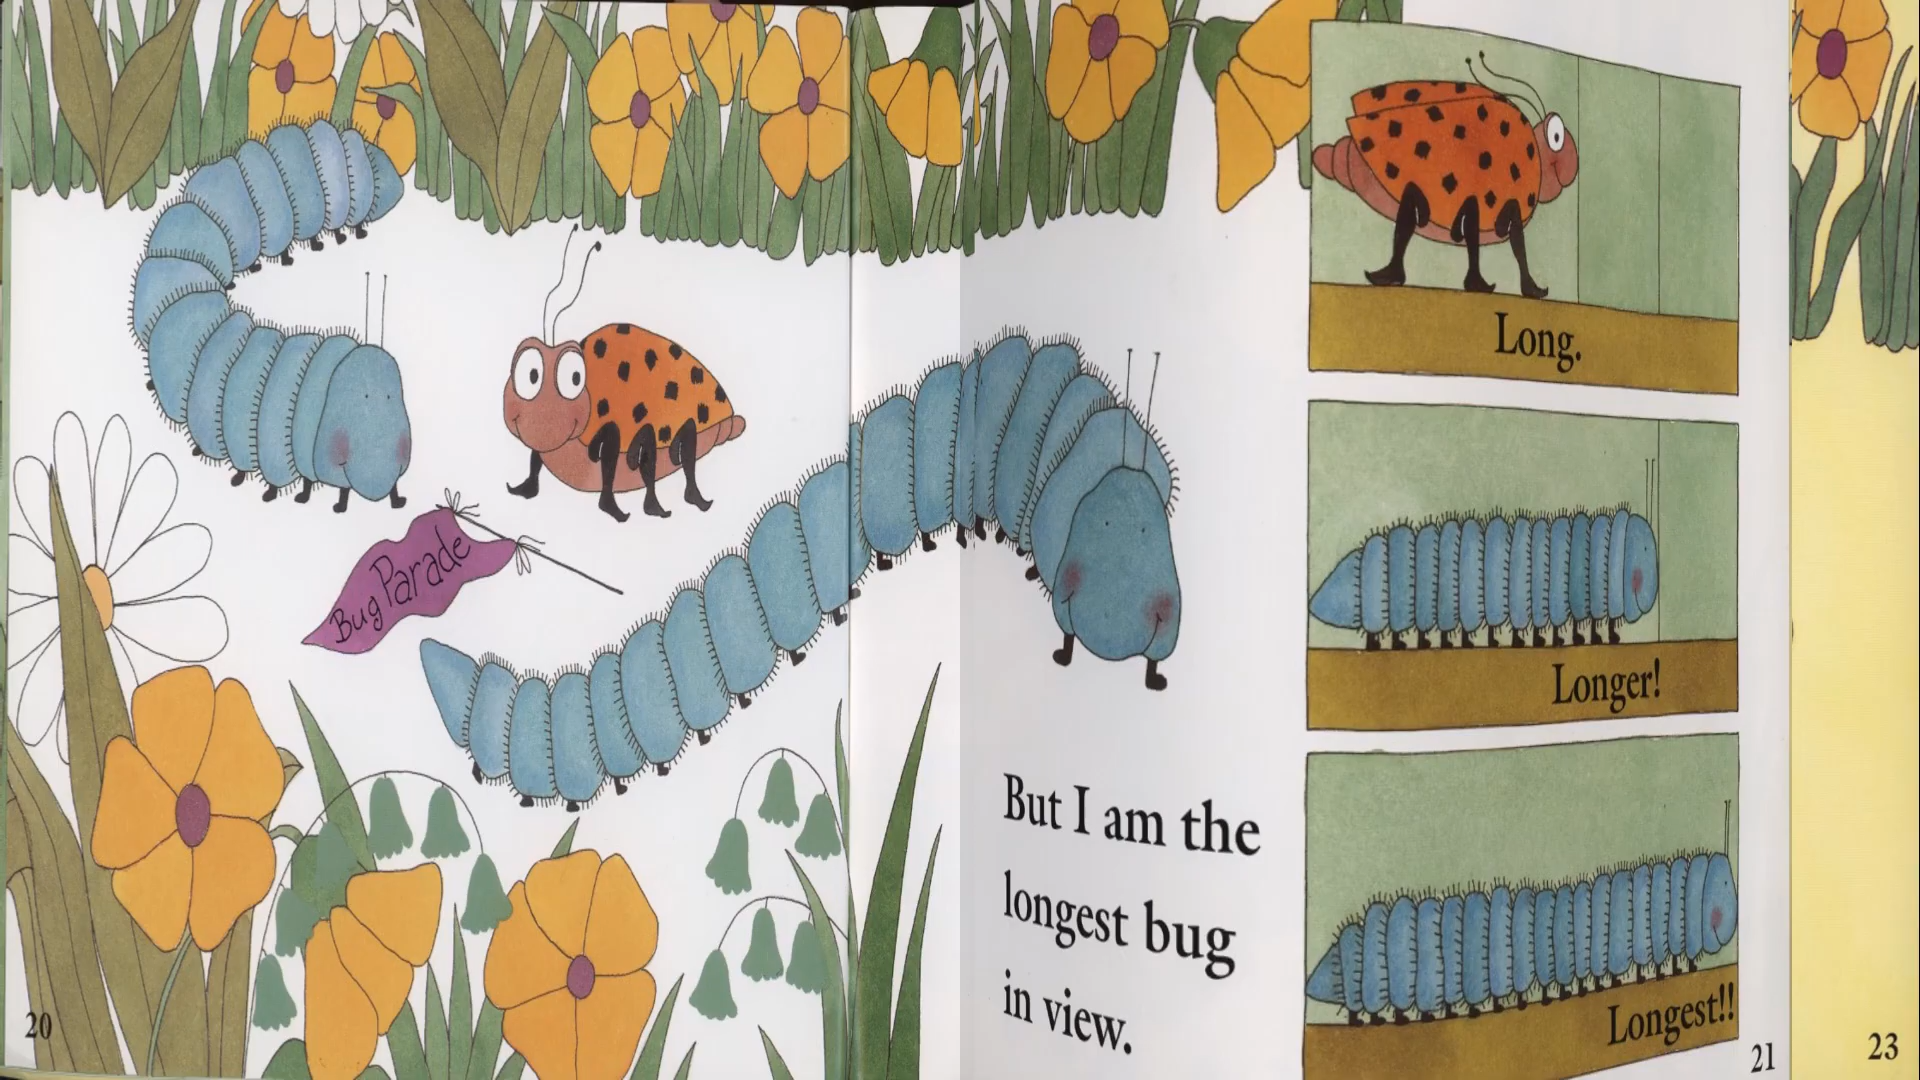 Bug Parade
20
But I am the
longest bug
in view.
Long.
Longer!
Longest!!
21
23